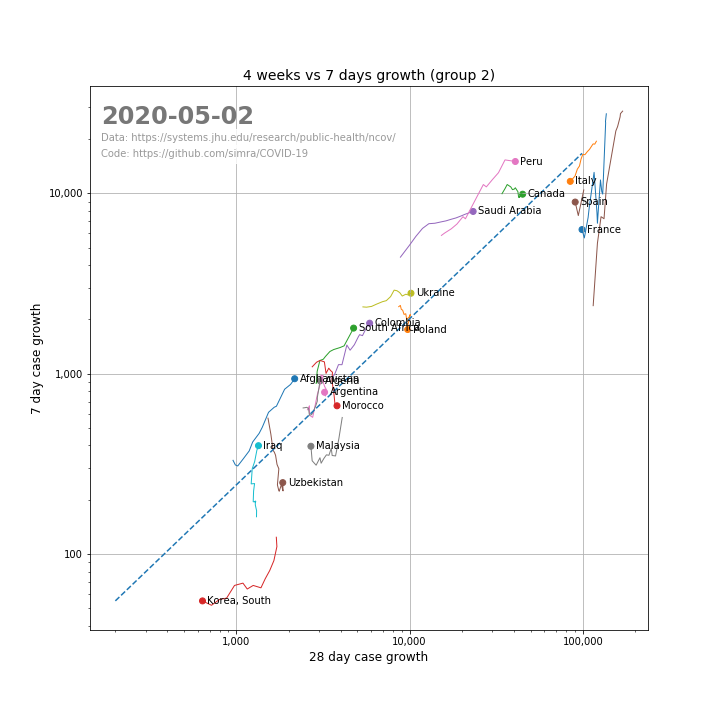 4 weeks vs 7 days growth (group 2)
2020-05-02
Data: https://systems.jhu.edu/research/public-health/ncov/
Code: https://github.com/simra/COVID-19
Peru
Italy
Canada
Spain
Saudi Arabia
France
Ukraine
Colombia
South Africa
Poland
Afghanistan
Algeria
Argentina
Morocco
Iraq
Malaysia
Uzbekistan
Korea, South
10,000
1,000
100
7 day case growth
1,000
10,000
100,000
28 day case growth